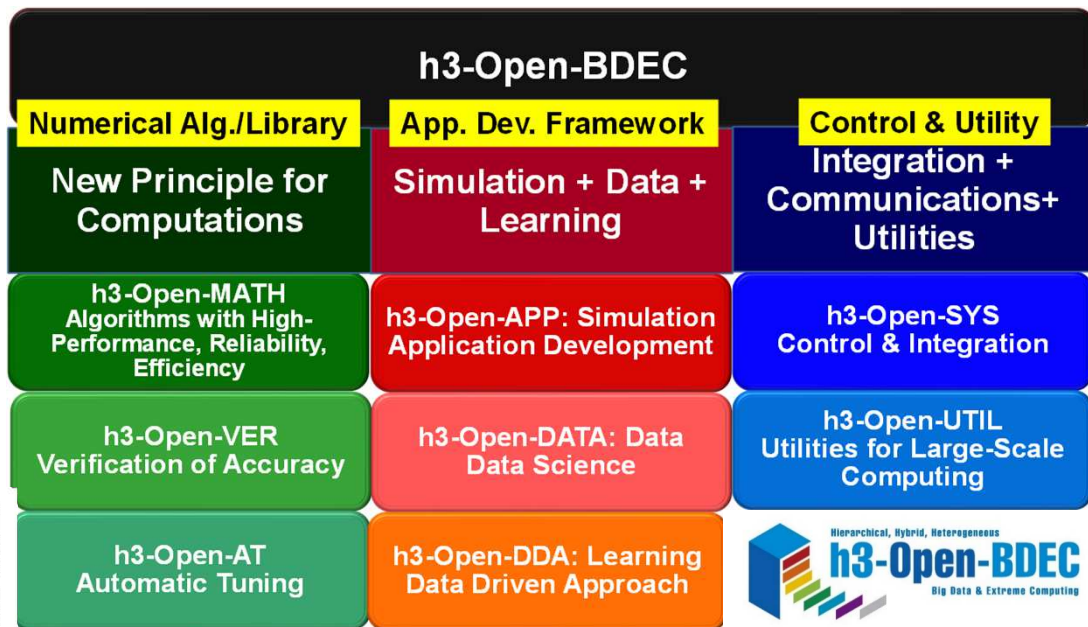 h3-Open-BDEC
Numerical Alg./Library
New Principle for
Computations
h3-Open-MATH
Algorithms with High-
Performance, Reliability,
Efficiency
h3-Open-VER
Verification of Accuracy
h3-Open-AT
Automatic Tuning
App. Dev. Framework
Simulation + Data +
Learning
h3-Open-APP: Simulation
Application Development
h3-Open-DATA: Data
Data Science
h3-Open-DDA: Learning
Data Driven Approach
Control & Utility
Integration +
Communications+
Utilities
h3-Open-SYS
Control & Integration
h3-Open-UTIL
Utilities for Large-Scale
Computing
Hierarchical, Hybrid, Heterogeneous
h3-Open-BDEC
Big Data & Extreme Computing